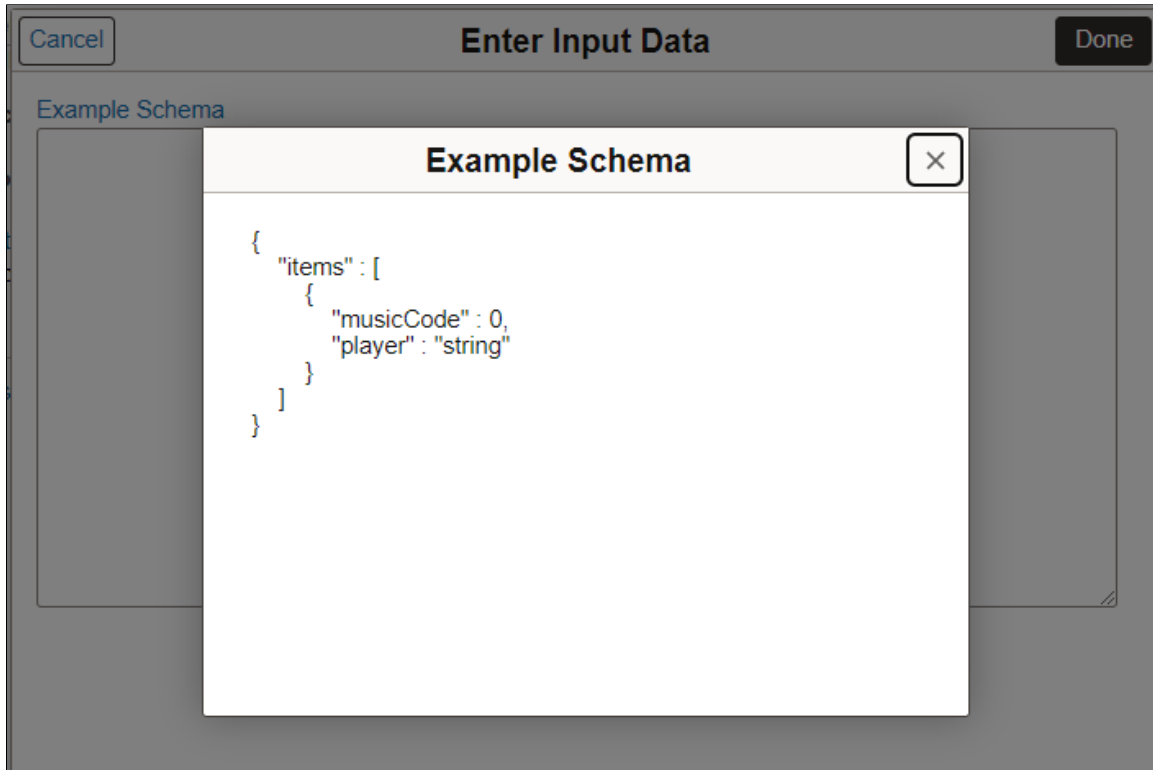 Cancel
Enter Input Data
Done
Example Schema
Example Schema
{
"items" : [
{
"musicCode" : 0,
"player" : "string"
}
]
}